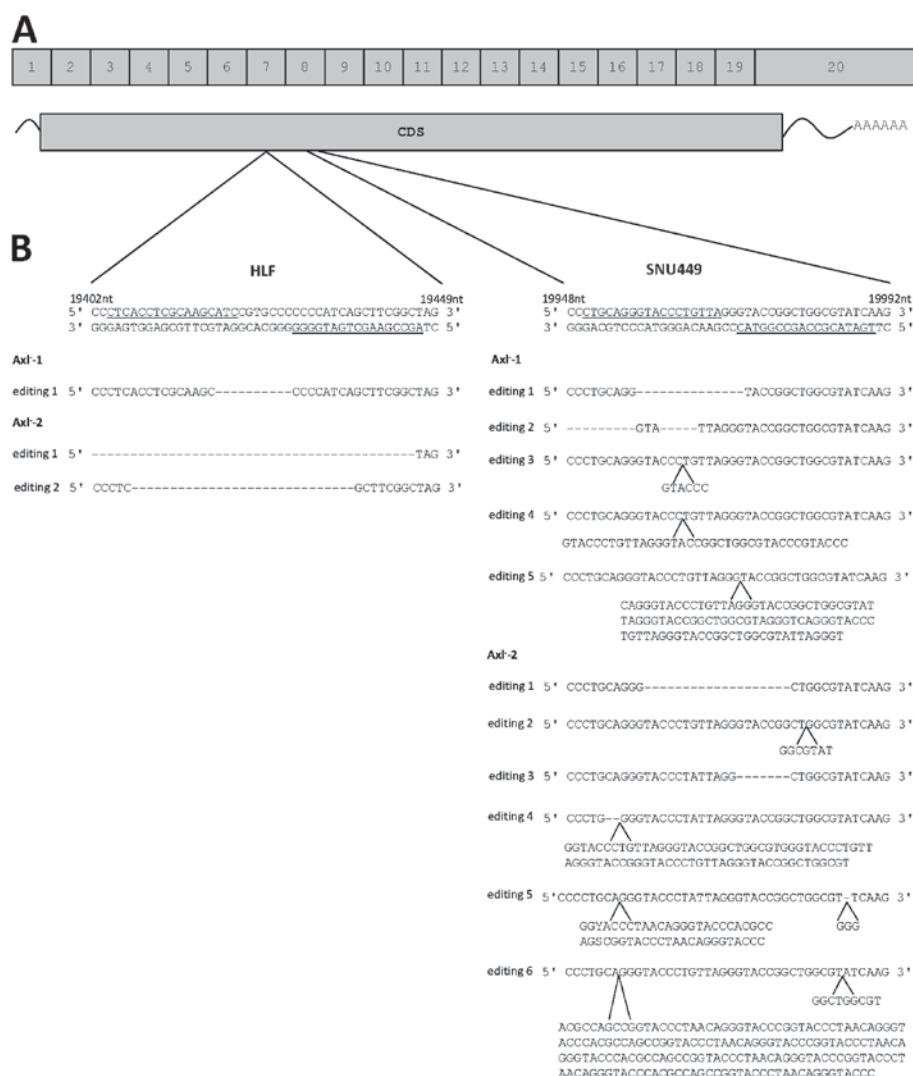 A
1 2 3 4 5 6 7 8 9 10 11 12 13 14 15 16 17 18 19 20
CDS
AAAAAA
B
HLF
19402nt 19449nt
5' CCCTCACCTCGCAAGCATCCGTGCCCCCCCATCAGCTTCGGCTAG 3'
3' GGGAGTGGAGCGTTCGTAGGCACGGGGGGGTAGTCGAAGCCGATC 5'
Axl⁻-1
editing 1 5' CCCTCACCTCGCAAGC----------CCCCATCAGCTTCGGCTAG 3'
Axl⁻-2
editing 1 5' ------------------------------------------TAG 3'
editing 2 5' CCCTC-----------------------------GCTTCGGCTAG 3'
SNU449
19948nt 19992nt
5' CCCTGCAGGGTACCCTGTTAGGGTACCGGCTGGCGTATCAAG 3'
3' GGGACGTCCCATGGGACAAGCCCATGGCCGACCGCATAGTTC 5'
Axl⁻-1
editing 1 5' CCCTGCAGG--------------TACCGGCTGGCGTATCAAG 3'
editing 2 5' ---------GTA-----TTAGGGTACCGGCTGGCGTATCAAG 3'
editing 3 5' CCCTGCAGGGTACCCTGTTAGGGTACCGGCTGGCGTATCAAG 3'
GTACCC
editing 4 5' CCCTGCAGGGTACCCTGTTAGGGTACCGGCTGGCGTATCAAG 3'
GTACCCTGTTAGGGTACCGGCTGGCGTACCCGTACCC
editing 5 5' CCCTGCAGGGTACCCTGTTAGGGTACCGGCTGGCGTATCAAG 3'
CAGGGTACCCTGTTAGGGTACCGGCTGGCGTAT
TAGGGTACCGGCTGGCGTAGGGTCAGGGTACCC
TGTTAGGGTACCGGCTGGCGTATTAGGGT
Axl⁻-2
editing 1 5' CCCTGCAGGG-------------------CTGGCGTATCAAG 3'
editing 2 5' CCCTGCAGGGTACCCTGTTAGGGTACCGGCTGGCGTATCAAG 3'
GGCGTAT
editing 3 5' CCCTGCAGGGTACCCTATTAGG-------CTGGCGTATCAAG 3'
editing 4 5' CCCTG--GGGTACCCTATTAGGGTACCGGCTGGCGTATCAAG 3'
GGTACCCTGTTAGGGTACCGGCTGGCGTGGGTACCCTGTT
AGGGTACCGGGTACCCTGTTAGGGTACCGGCTGGCGT
editing 5 5'CCCCTGCAGGGTACCCTATTAGGGTACCGGCTGGCGT-TCAAG 3'
GGYACCCTAACAGGGTACCCACGCC GGG
AGSCGGTACCCTAACAGGGTACCC
editing 6 5' CCCTGCAGGGTACCCTGTTAGGGTACCGGCTGGCGTATCAAG 3'
GGCTGGCGT
ACGCCAGCCGGTACCCTAACAGGGTACCCGGTACCCTAACAGGGT
ACCCACGCCAGCCGGTACCCTAACAGGGTACCCGGTACCCTAACA
GGGTACCCACGCCAGCCGGTACCCTAACAGGGTACCCGGTACCCT
AACAGGGTACCCACGCCAGCCGGTACCCTAACAGGGTACCC